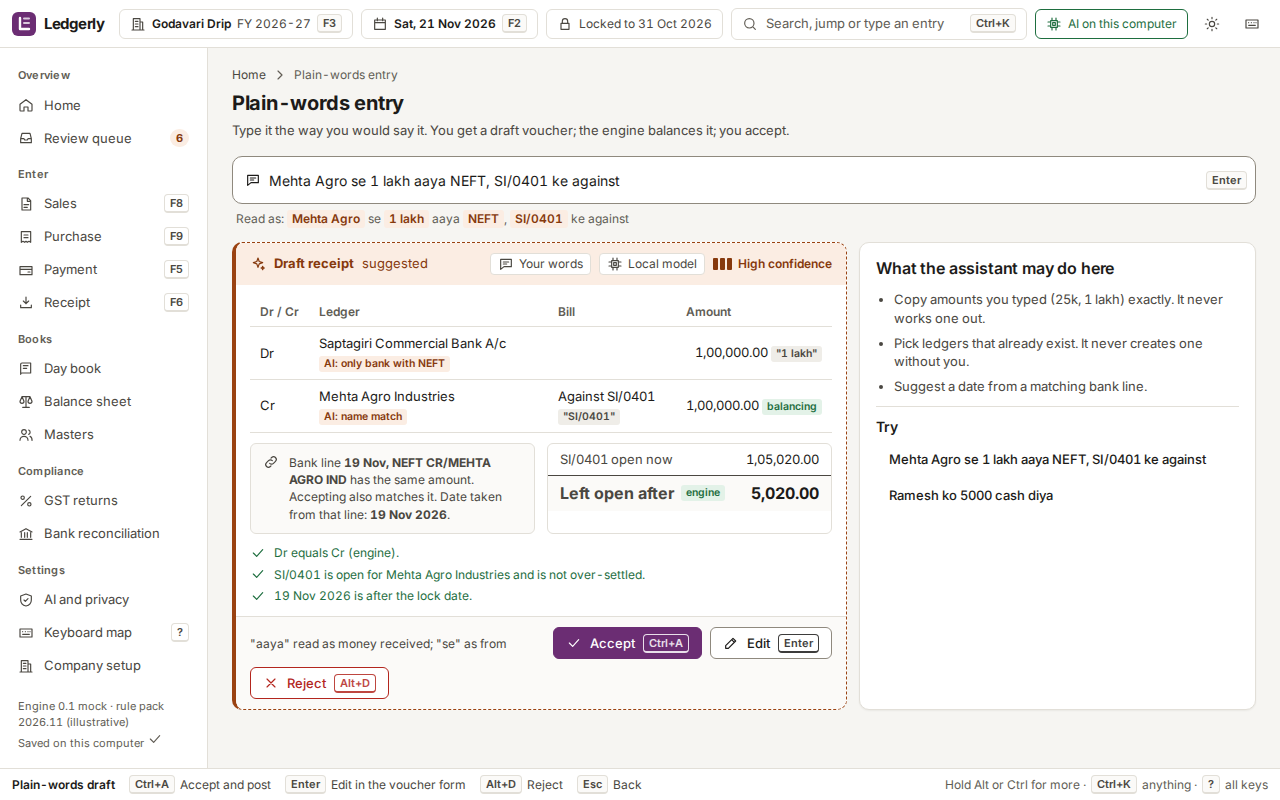 Ledgerly
Godavari Drip FY 2026-27 F3
Sat, 21 Nov 2026 F2
Locked to 31 Oct 2026
Search, jump or type an entry Ctrl+K
AI on this computer
Overview
Home
Review queue 6
Enter
Sales F8
Purchase F9
Payment F5
Receipt F6
Books
Day book
Balance sheet
Masters
Compliance
GST returns
Bank reconciliation
Settings
AI and privacy
Keyboard map ?
Company setup
Engine 0.1 mock · rule pack
2026.11 (illustrative)
Saved on this computer
Home > Plain-words entry
Plain-words entry
Type it the way you would say it. You get a draft voucher; the engine balances it; you accept.
Mehta Agro se 1 lakh aaya NEFT, SI/0401 ke against Enter
Read as: Mehta Agro se 1 lakh aaya NEFT , SI/0401 ke against
Draft receipt suggested Your words Local model High confidence
Dr / Cr Ledger Bill Amount
Dr Saptagiri Commercial Bank A/c 1,00,000.00 "1 lakh"
AI: only bank with NEFT
Cr Mehta Agro Industries Against SI/0401 1,00,000.00 balancing
AI: name match "SI/0401"
Bank line 19 Nov, NEFT CR/MEHTA
AGRO IND has the same amount.
Accepting also matches it. Date taken
from that line: 19 Nov 2026.
SI/0401 open now 1,05,020.00
Left open after engine 5,020.00
Dr equals Cr (engine).
SI/0401 is open for Mehta Agro Industries and is not over-settled.
19 Nov 2026 is after the lock date.
"aaya" read as money received; "se" as from
Accept Ctrl+A
Edit Enter
Reject Alt+D
What the assistant may do here
• Copy amounts you typed (25k, 1 lakh) exactly. It never
works one out.
• Pick ledgers that already exist. It never creates one
without you.
• Suggest a date from a matching bank line.
Try
Mehta Agro se 1 lakh aaya NEFT, SI/0401 ke against
Ramesh ko 5000 cash diya
Plain-words draft Ctrl+A Accept and post Enter Edit in the voucher form Alt+D Reject Esc Back
Hold Alt or Ctrl for more · Ctrl+K anything · ? all keys